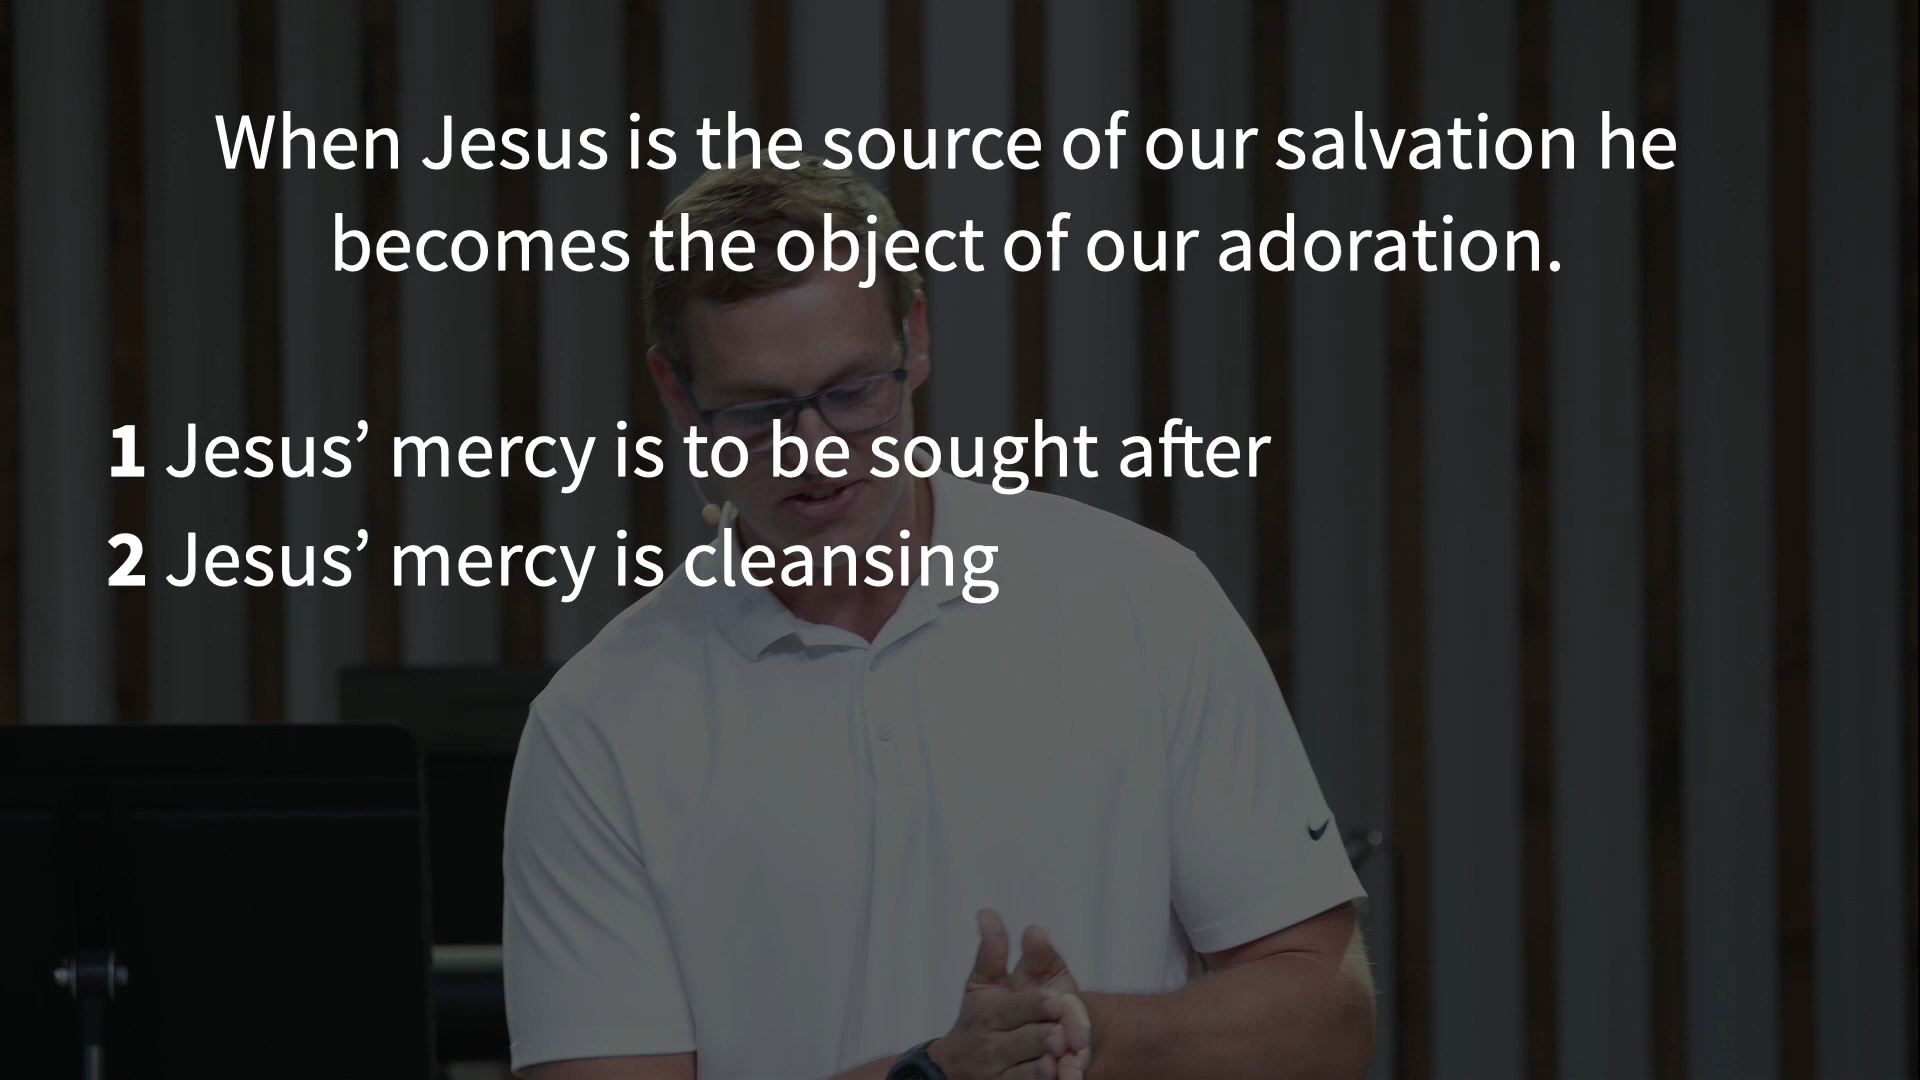 When Jesus is the source of our salvation he
becomes the object of our adoration.
1 Jesus’ mercy is to be sought after
2 Jesus’ mercy is cleansing